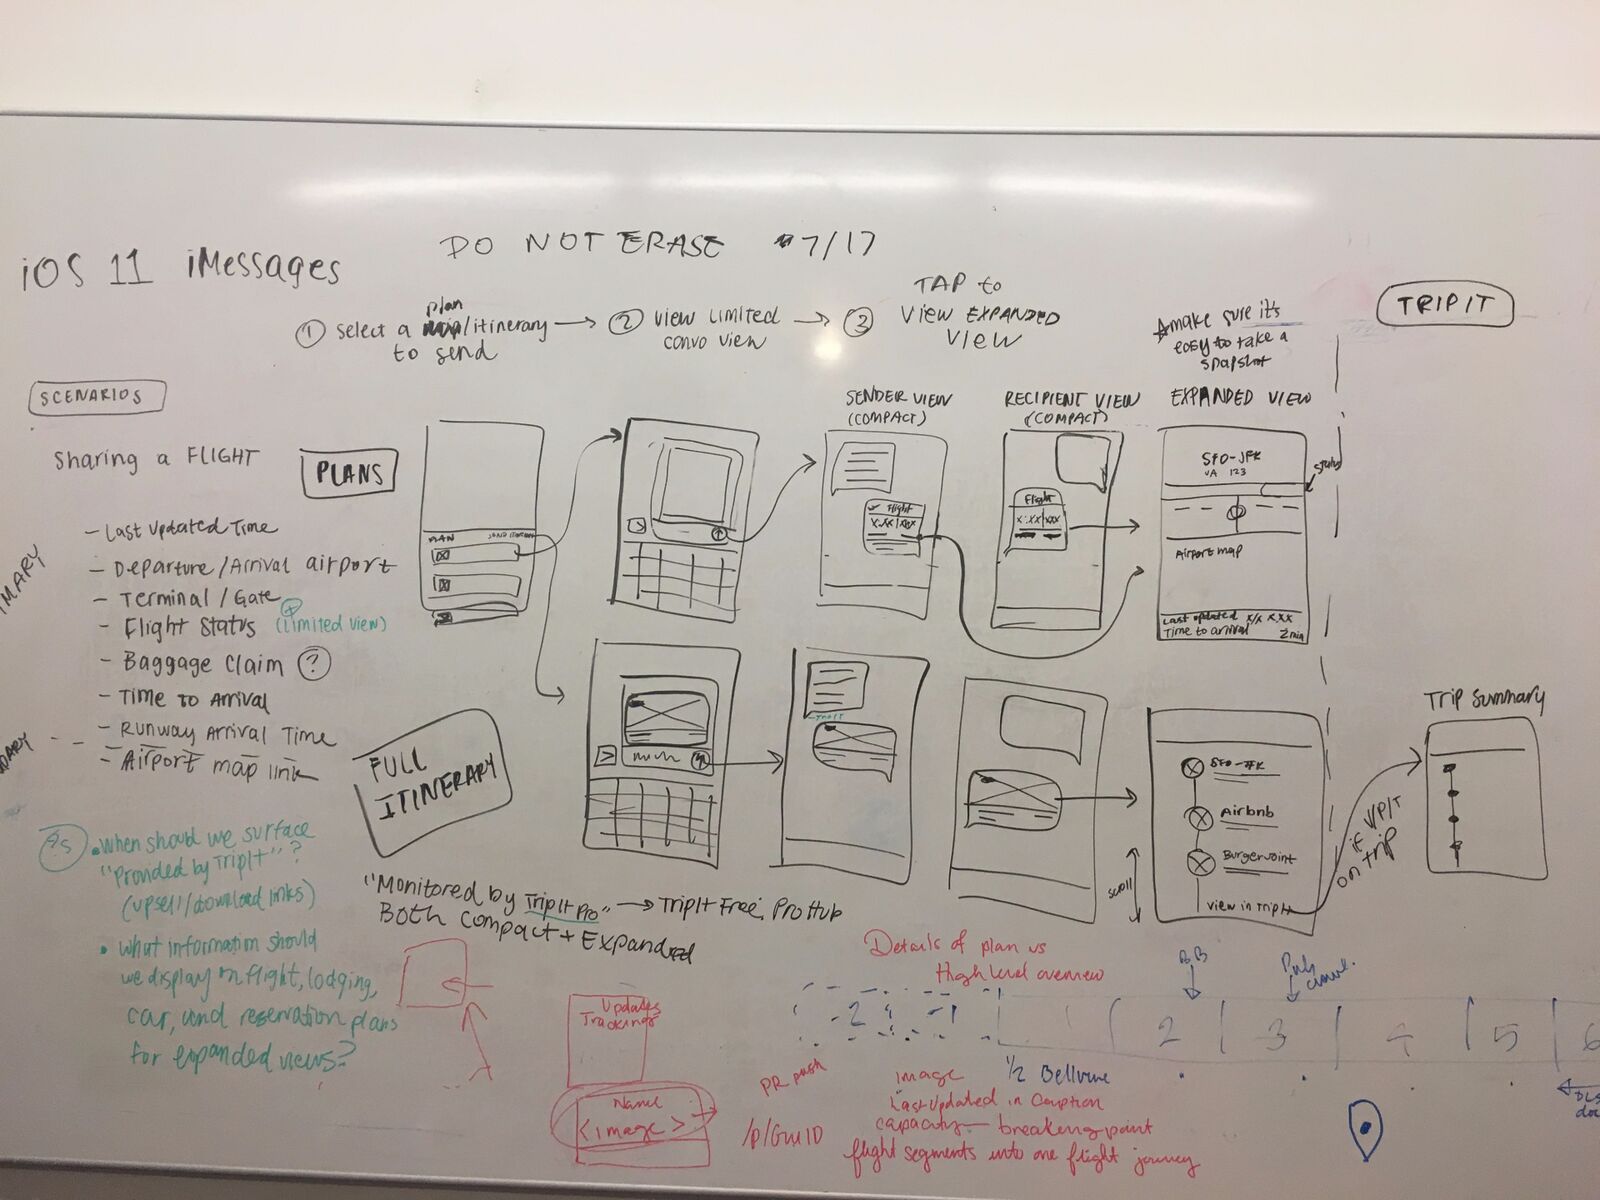 DO NOT ERASE 7/17
iOS 11 iMessages
plan
① Select a /itinerary → ② View Limited → ③
to send
convo view
TAP to
View EXPANDED
View
make sure it's
easy to take a
snapshot
TRIPIT
SCENARIOS
Sharing a FLIGHT
PLANS
- Last Updated Time
- Departure/Arrival airport
- Terminal/Gate
- Flight Status (Limited view)
- Baggage Claim ?
- Time to Arrival
- Runway Arrival Time
- Airport map link
SENDER VIEW
(COMPACT)
RECIPIENT VIEW
(COMPACT)
EXPANDED VIEW
PLAN
Flight
x:xx|xxx
Flight
x:xx|xxx
SFO-JFK
VA 123
status
Airport map
Last updated x/x x:xx
Time to arrival 2min
FULL
ITINERARY
TripIt
SFO-JFK
Airbnb
Burgerjoint
View in TripIt
scroll
if V/P/T
on trip
Trip Summary
?s
• When should we surface
"Provided by TripIt"?
(upsell/download links)
• What information should
we display in flight, lodging,
car, and reservation plans
for expanded views?
"Monitored by TripIt Pro" → TripIt Free, Pro Hub
Both compact + Expanded
Details of plan vs
High level overview
Updates
Tracking
Name
<image>
PR push
/p/GUUID
image
Last Updated in Caption
capacity - breaking point
flight segments into one flight journey
BB
2 1 1 2 3 4 5 6
1/2 Bellvue